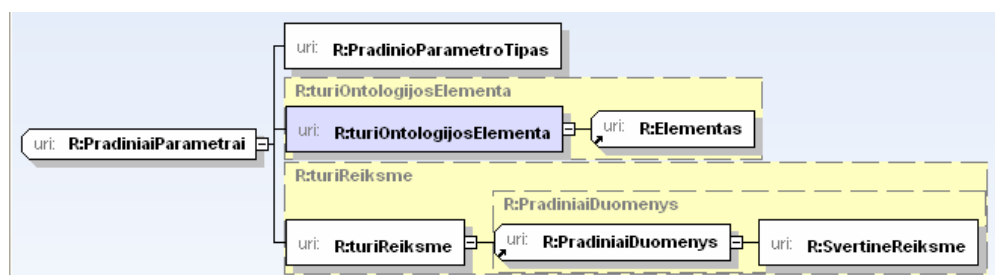 uri: R:PradinioParametroTipas
R:turiOntologijosElementa
uri: R:turiOntologijosElementa
uri: R:Elementas
uri: R:PradiniaiParametrai
R:turiReiksme
R:PradiniaiDuomenys
uri: R:turiReiksme
uri: R:PradiniaiDuomenys
uri: R:SvertineReiksme